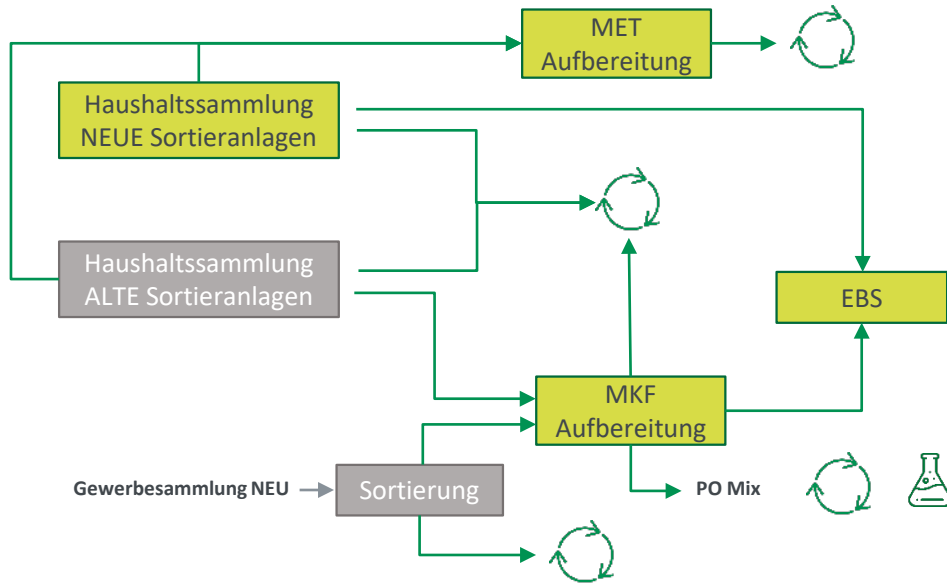 MET
Aufbereitung
Haushaltssammlung
NEUE Sortieranlagen
Haushaltssammlung
ALTE Sortieranlagen
EBS
MKF
Aufbereitung
Gewerbesammlung NEU
Sortierung
PO Mix